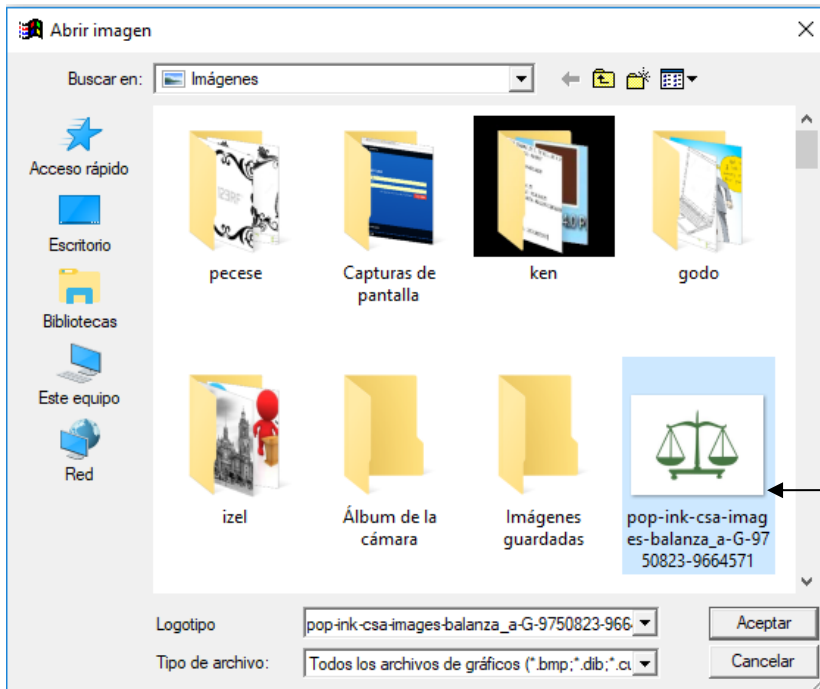 Abrir imagen
Buscar en:
Imágenes
Acceso rápido
Escritorio
Bibliotecas
Este equipo
Red
pecese
Capturas de
pantalla
ken
godo
izel
Álbum de la
cámara
Imágenes
guardadas
pop-ink-csa-imag
es-balanza_a-G-97
50823-9664571
Logotipo
pop-ink-csa-images-balanza_a-G-9750823-966
Aceptar
Tipo de archivo:
Todos los archivos de gráficos (*.bmp;*.dib;*.cu
Cancelar